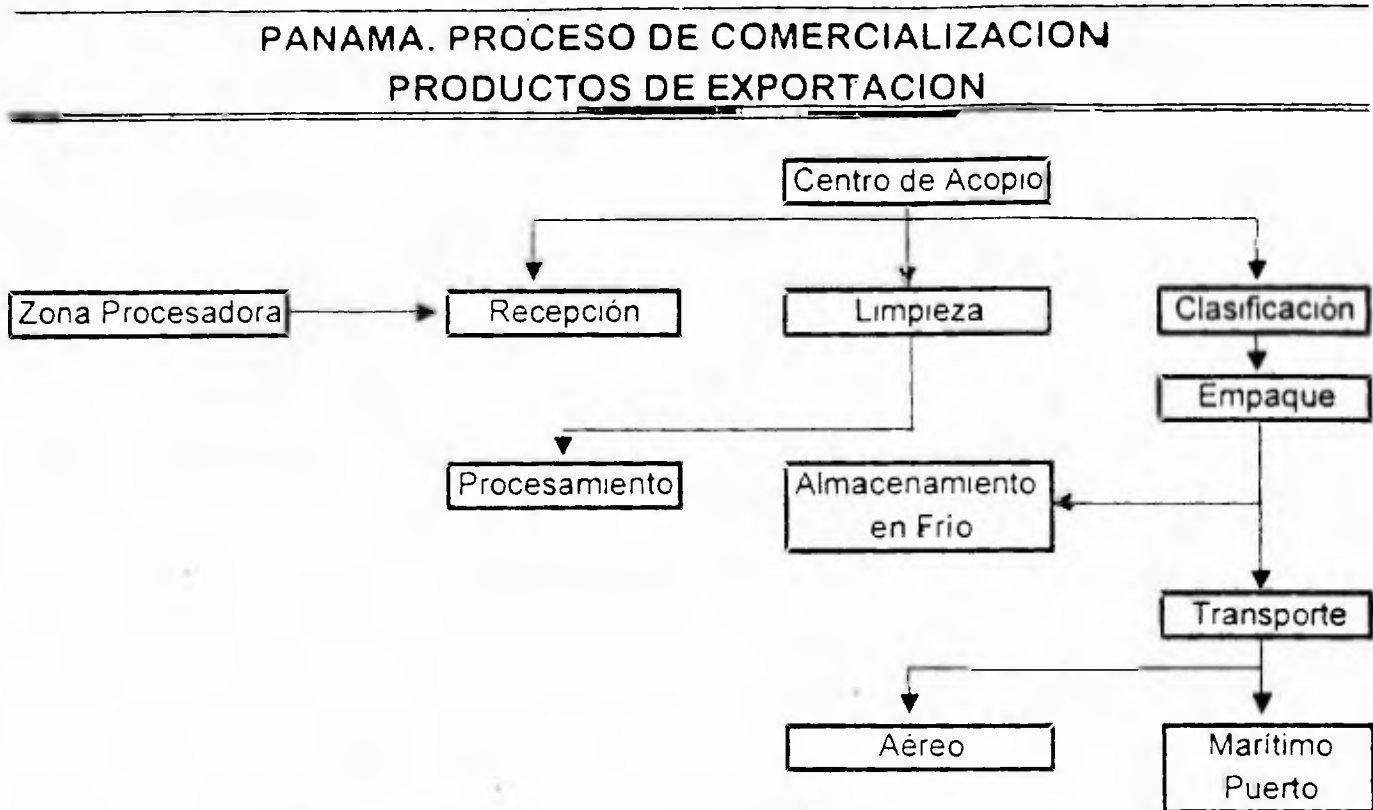 PANAMA. PROCESO DE COMERCIALIZACION
PRODUCTOS DE EXPORTACION
Centro de Acopio
Zona Procesadora
Recepción
Limpieza
Clasificación
Empaque
Procesamiento
Almacenamiento
en Frio
Transporte
Aéreo
Marítimo
Puerto